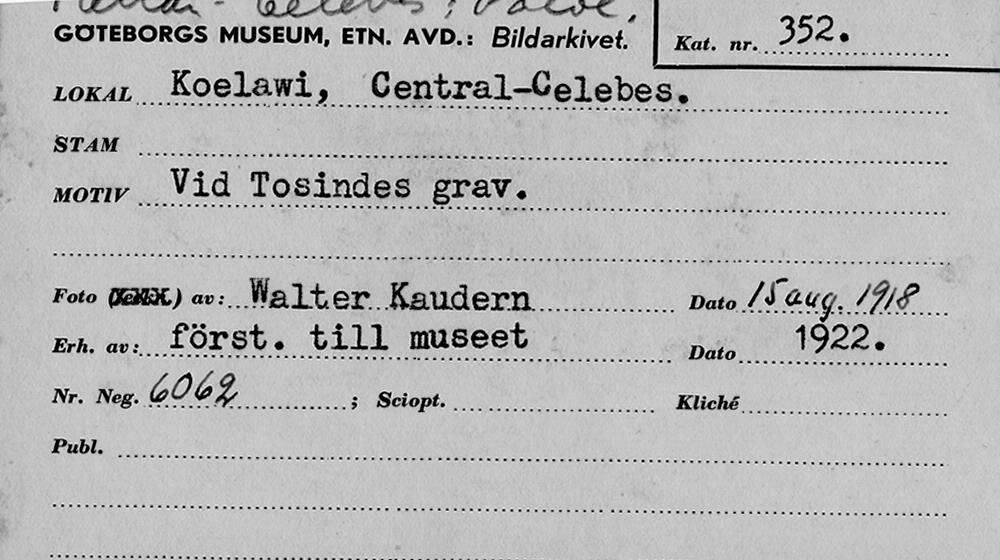 Celebes:
GÖTEBORGS MUSEUM, ETN. AVD.: Bildarkivet. Kat. nr. 352.
LOKAL Koelawi, Central-Celebes.
STAM
MOTIV Vid Tosindes grav.
Foto () av: Walter Kaudern Dato 15 aug. 1918
Erh. av: först. till museet Dato 1922.
Nr. Neg. 6062 ; Sciopt. Kliché
Publ.